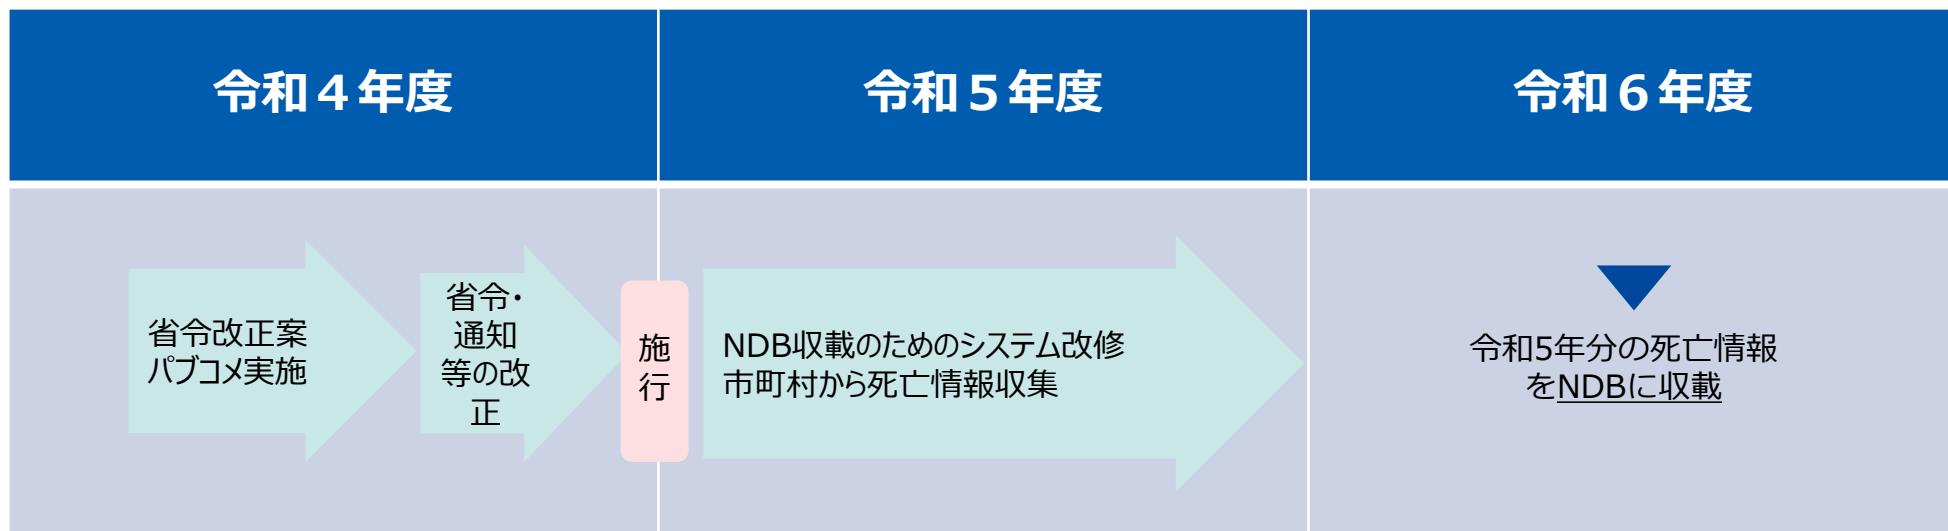 令和４年度
令和５年度
令和６年度
省令改正案
パブコメ実施
省令・
通知
等の改
正
施
行
NDB収載のためのシステム改修
市町村から死亡情報収集
令和5年分の死亡情報
をNDBに収載